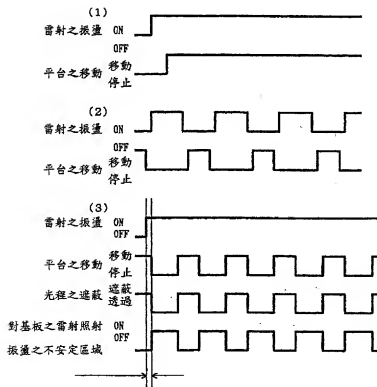 (1)
雷射之振盪 ON
OFF
平台之移動 移動
停止
(2)
雷射之振盪 ON
OFF
平台之移動 移動
停止
(3)
雷射之振盪 ON
OFF
平台之移動 移動
停止
光程之遮蔽 遮蔽
透過
對基板之雷射照射 ON
振盪之不安定區域 OFF